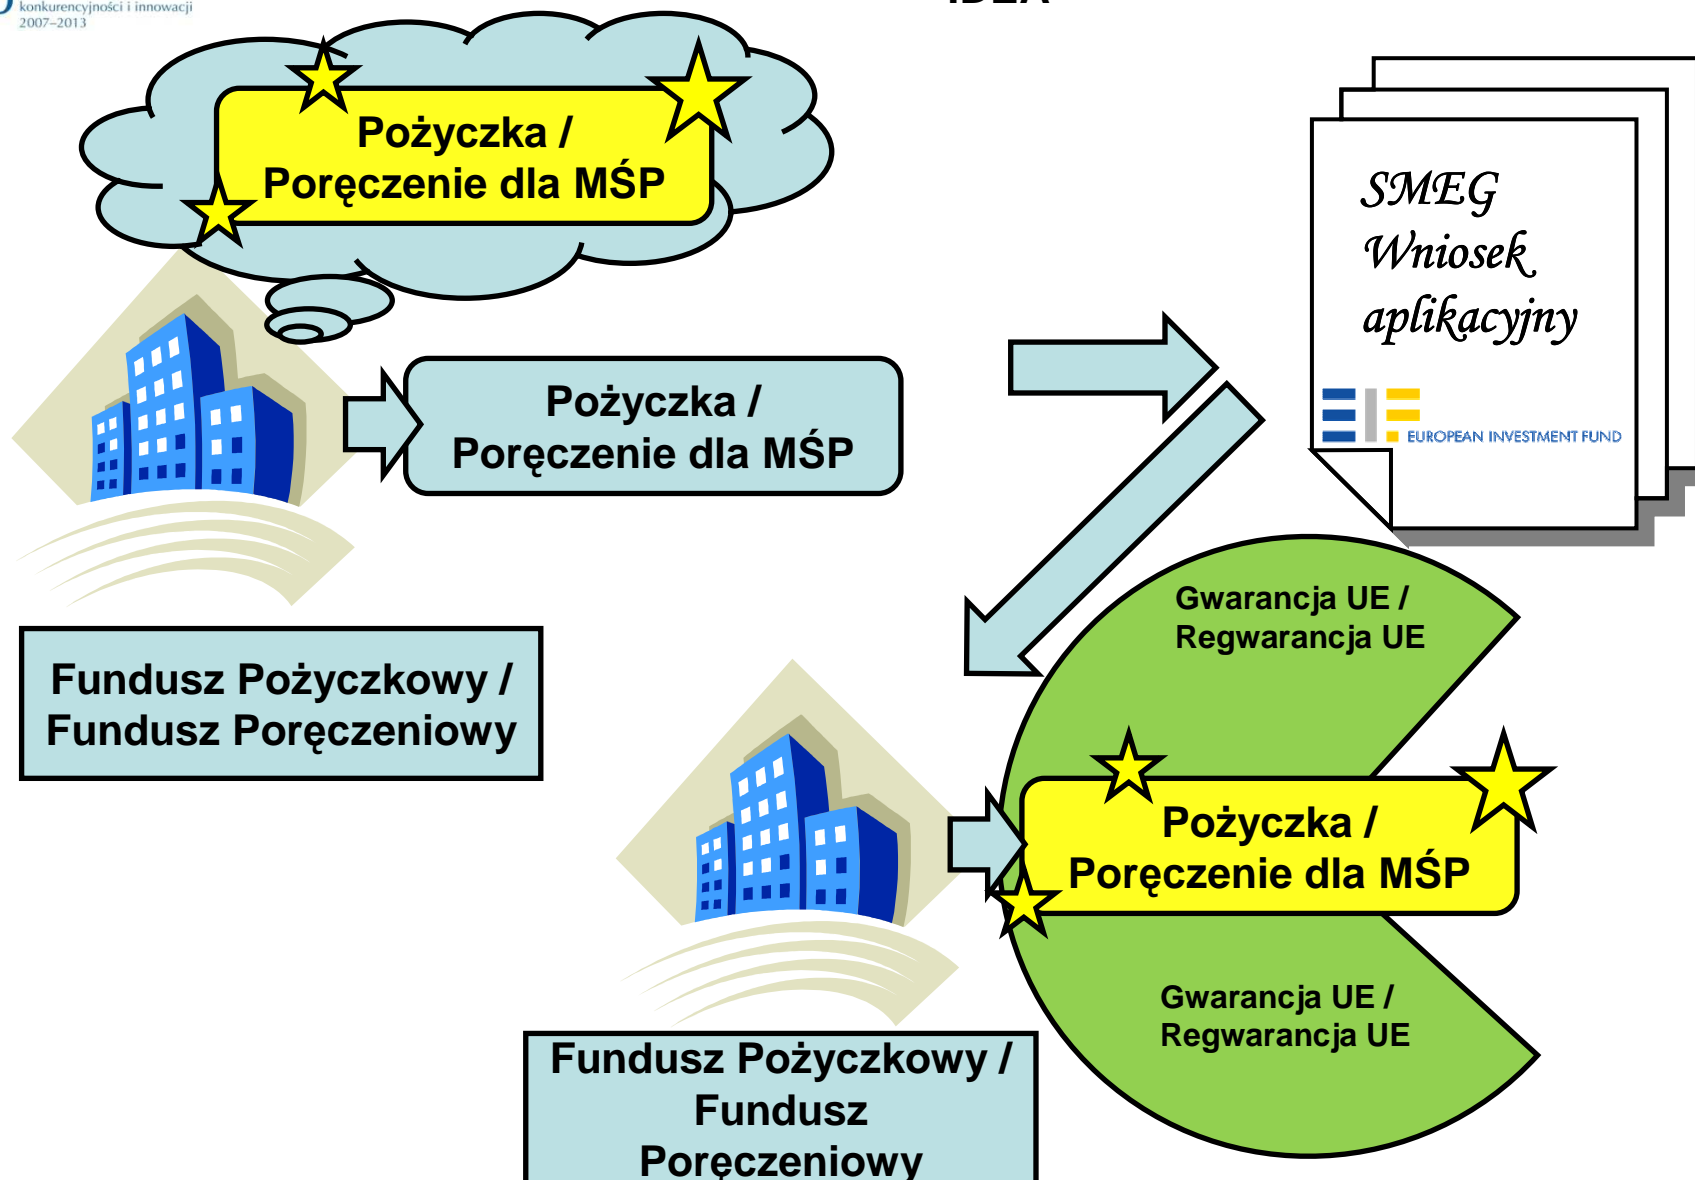 konkurencyjności i innowacji
2007–2013
Pożyczka /
Poręczenie dla MŚP
SMEG
Wniosek
aplikacyjny
EUROPEAN INVESTMENT FUND
Pożyczka /
Poręczenie dla MŚP
Fundusz Pożyczkowy /
Fundusz Poręczeniowy
Gwarancja UE /
Regwarancja UE
Pożyczka /
Poręczenie dla MŚP
Gwarancja UE /
Regwarancja UE
Fundusz Pożyczkowy /
Fundusz
Poręczeniowy